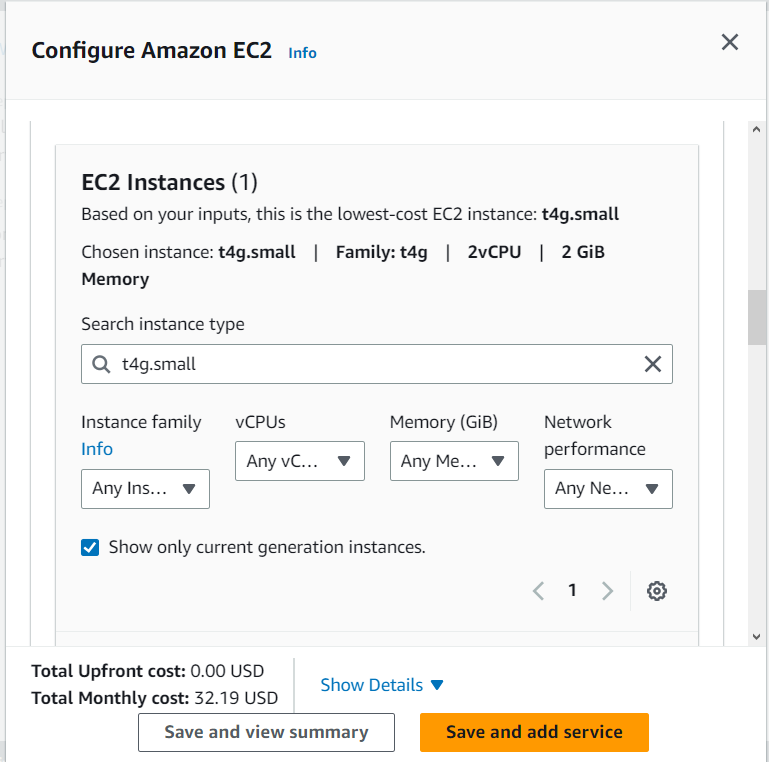 Configure Amazon EC2 Info
EC2 Instances (1)
Based on your inputs, this is the lowest-cost EC2 instance: t4g.small
Chosen instance: t4g.small | Family: t4g | 2vCPU | 2 GiB
Memory
Search instance type
t4g.small
Instance family
Info
Any Ins...
vCPUs
Any vC...
Memory (GiB)
Any Me...
Network
performance
Any Ne...
Show only current generation instances.
1
Total Upfront cost: 0.00 USD
Total Monthly cost: 32.19 USD
Show Details
Save and view summary
Save and add service